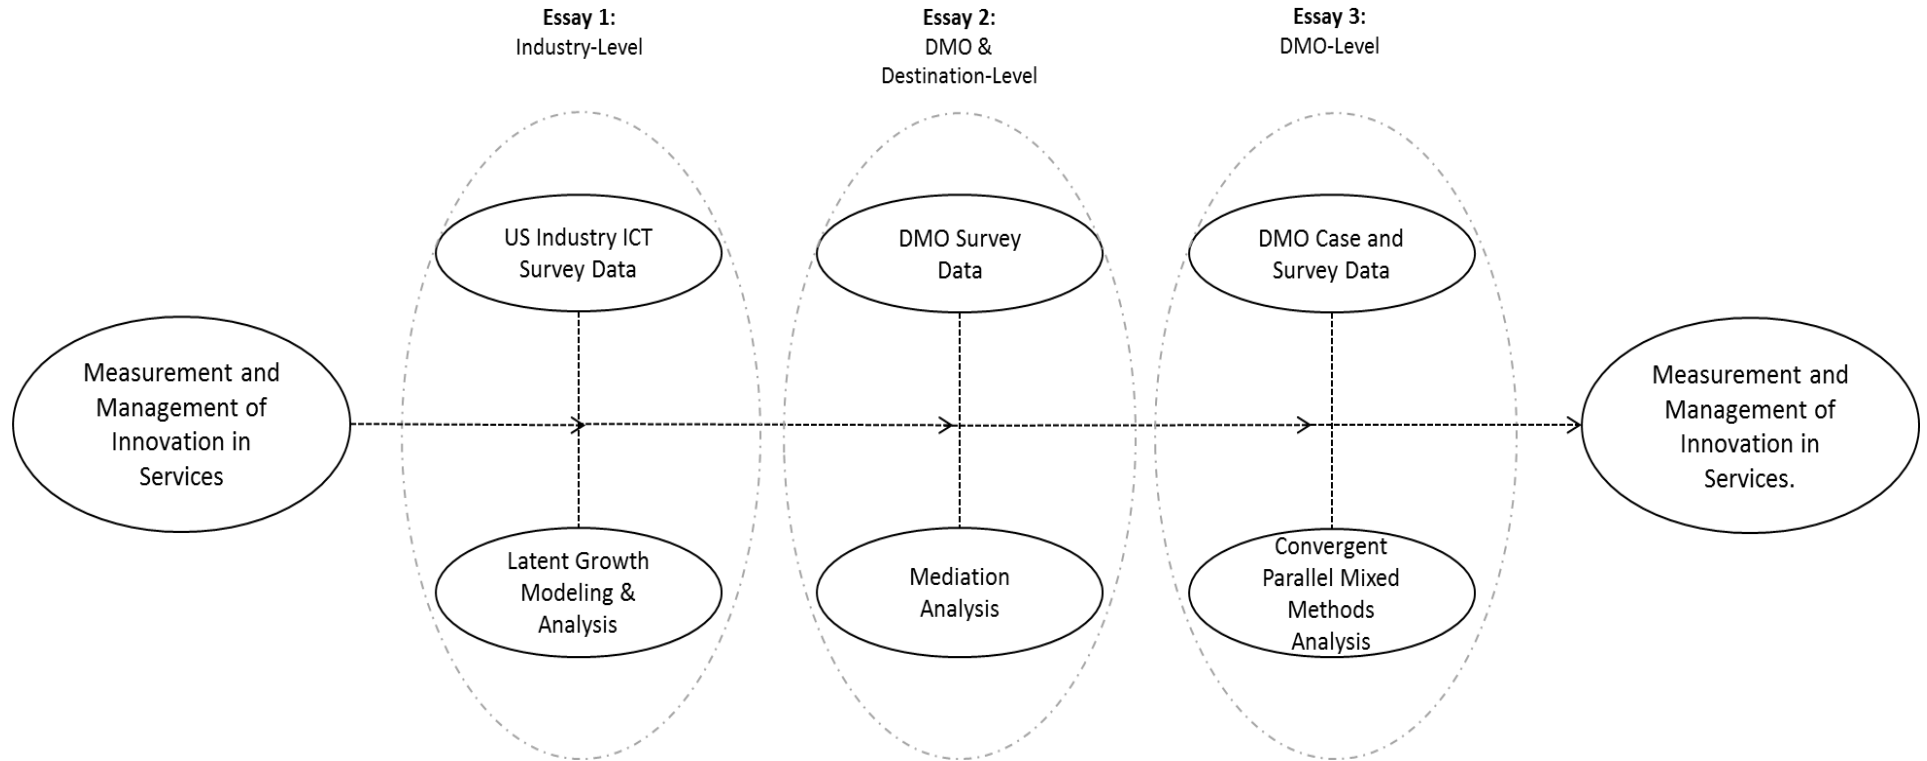 Essay 1:
Industry-Level
Essay 2:
DMO &
Destination-Level
Essay 3:
DMO-Level
US Industry ICT
Survey Data
DMO Survey
Data
DMO Case and
Survey Data
Measurement and
Management of
Innovation in
Services
Measurement and
Management of
Innovation in
Services.
Latent Growth
Modeling &
Analysis
Mediation
Analysis
Convergent
Parallel Mixed
Methods
Analysis